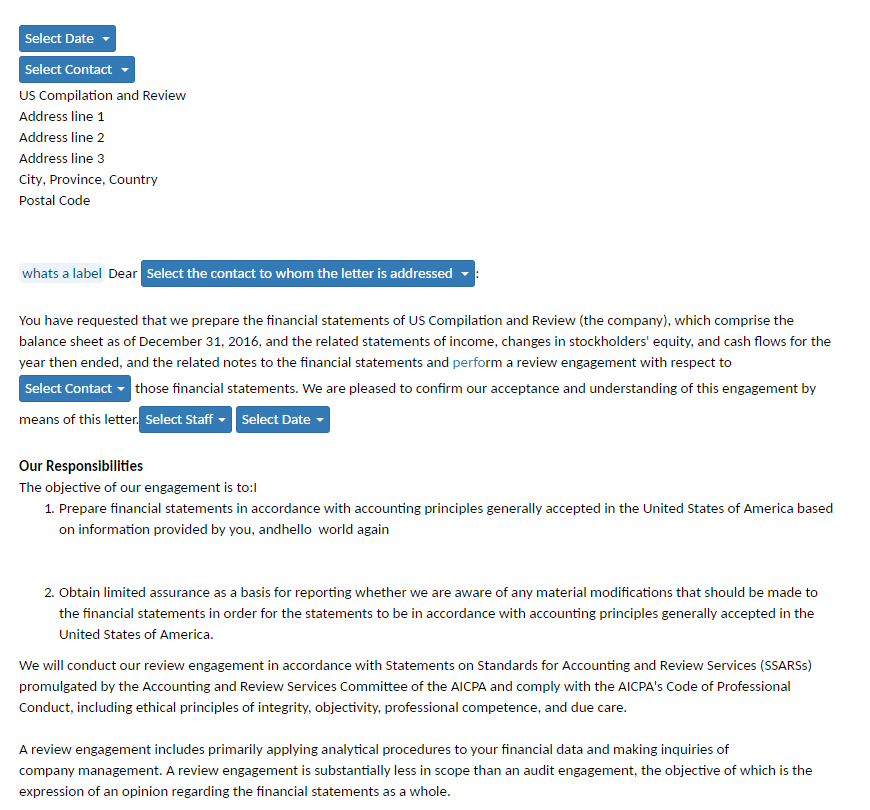 Select Date
Select Contact
US Compilation and Review
Address line 1
Address line 2
Address line 3
City, Province, Country
Postal Code
whats a label Dear Select the contact to whom the letter is addressed :
You have requested that we prepare the financial statements of US Compilation and Review (the company), which comprise the
balance sheet as of December 31, 2016, and the related statements of income, changes in stockholders' equity, and cash flows for the
year then ended, and the related notes to the financial statements and perform a review engagement with respect to
Select Contact those financial statements. We are pleased to confirm our acceptance and understanding of this engagement by
means of this letter. Select Staff Select Date
Our Responsibilities
The objective of our engagement is to:l
1. Prepare financial statements in accordance with accounting principles generally accepted in the United States of America based
on information provided by you, andhello world again
2. Obtain limited assurance as a basis for reporting whether we are aware of any material modifications that should be made to
the financial statements in order for the statements to be in accordance with accounting principles generally accepted in the
United States of America.
We will conduct our review engagement in accordance with Statements on Standards for Accounting and Review Services (SSARSs)
promulgated by the Accounting and Review Services Committee of the AICPA and comply with the AICPA's Code of Professional
Conduct, including ethical principles of integrity, objectivity, professional competence, and due care.
A review engagement includes primarily applying analytical procedures to your financial data and making inquiries of
company management. A review engagement is substantially less in scope than an audit engagement, the objective of which is the
expression of an opinion regarding the financial statements as a whole.